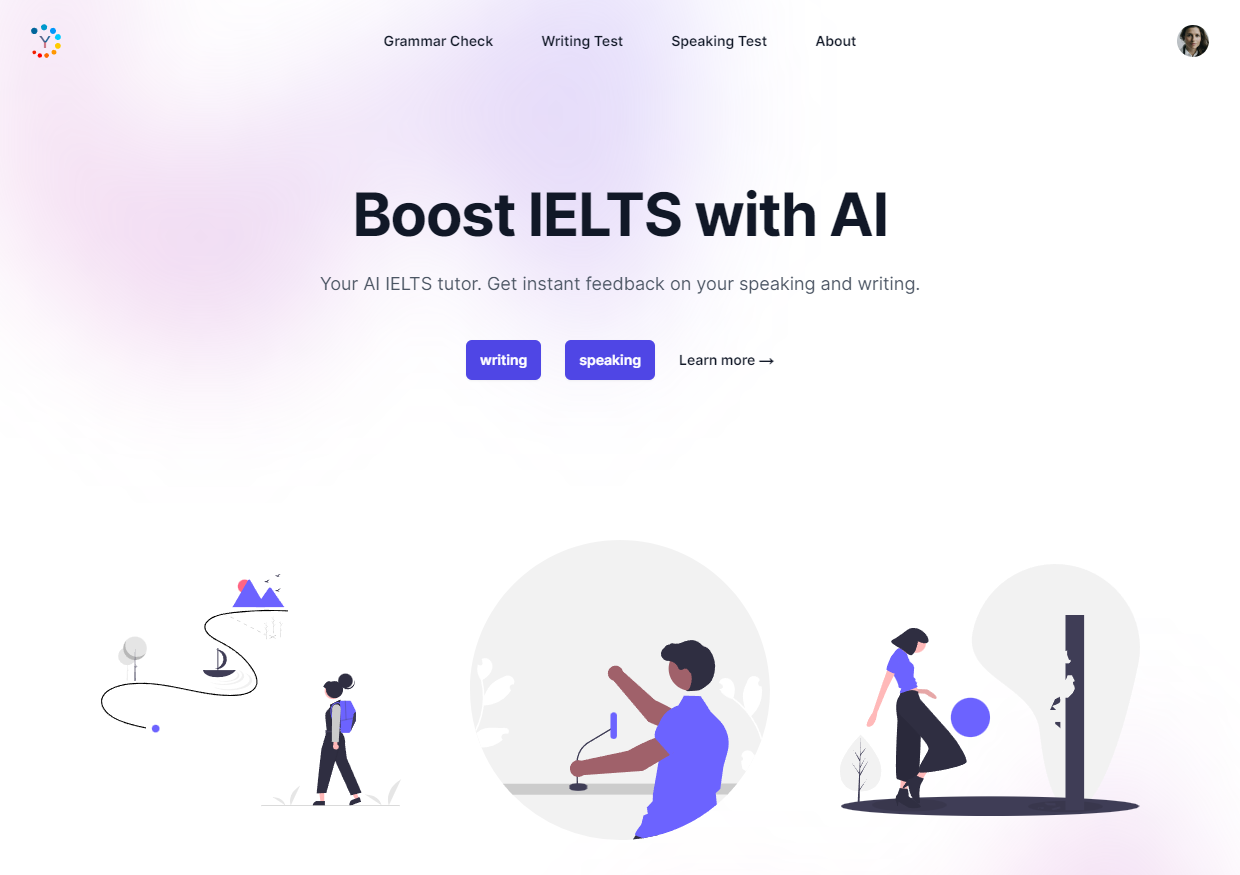 Y
Grammar Check Writing Test Speaking Test About
Boost IELTS with AI
Your AI IELTS tutor. Get instant feedback on your speaking and writing.
writing speaking Learn more →